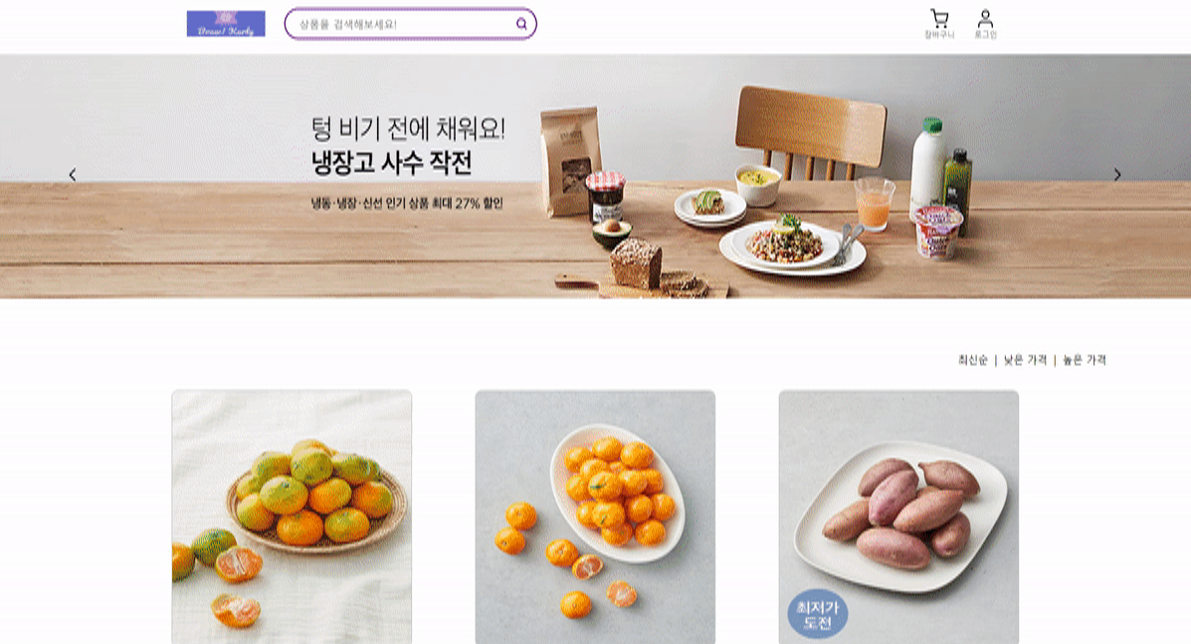 상품을 검색해보세요!
장바구니
로그인
텅 비기 전에 채워요!
냉장고 사수 작전
냉동·냉장·신선 인기 상품 최대 27% 할인
최신순 | 낮은 가격 | 높은 가격
최저가
도전